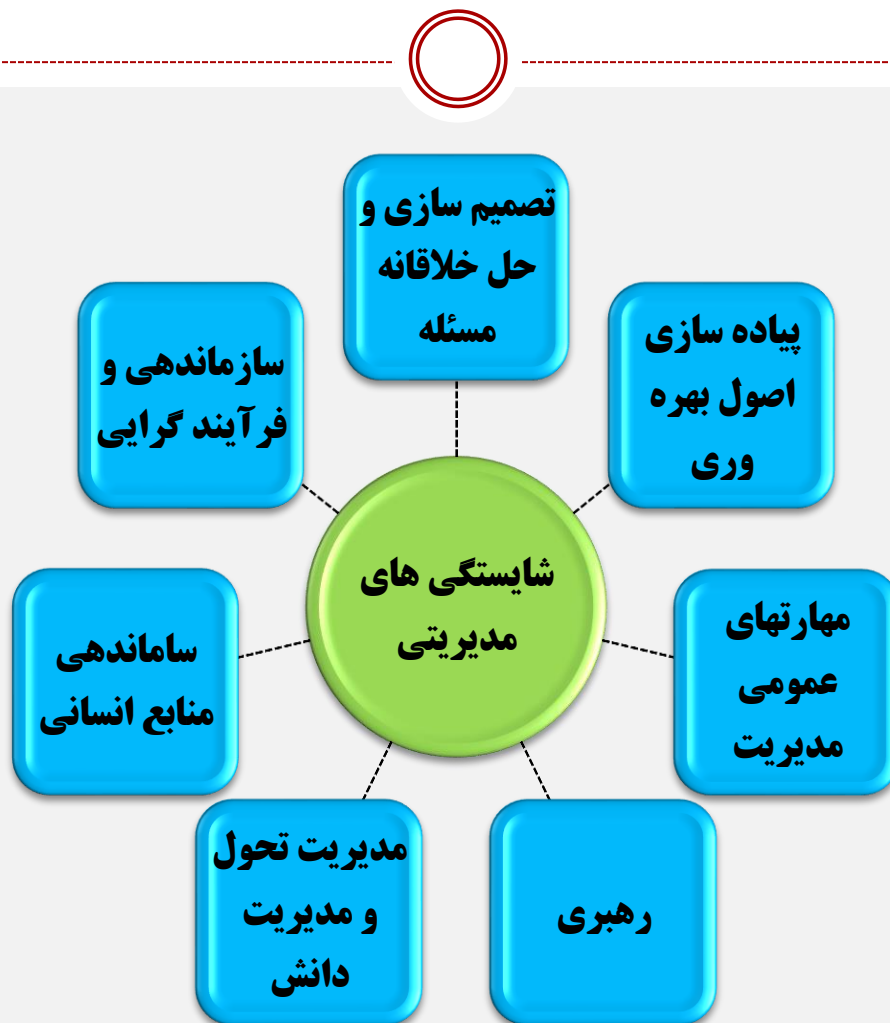 تصمیم سازی و
حل خلاقانه
مسئله
پیاده سازی
اصول بهره
وری
مهارتهای
عمومی
مدیریت
رهبری
مدیریت تحول
و مدیریت
دانش
ساماندهی
منابع انسانی
سازماندهی و
فرآیند گرایی
شایستگی های
مدیریتی